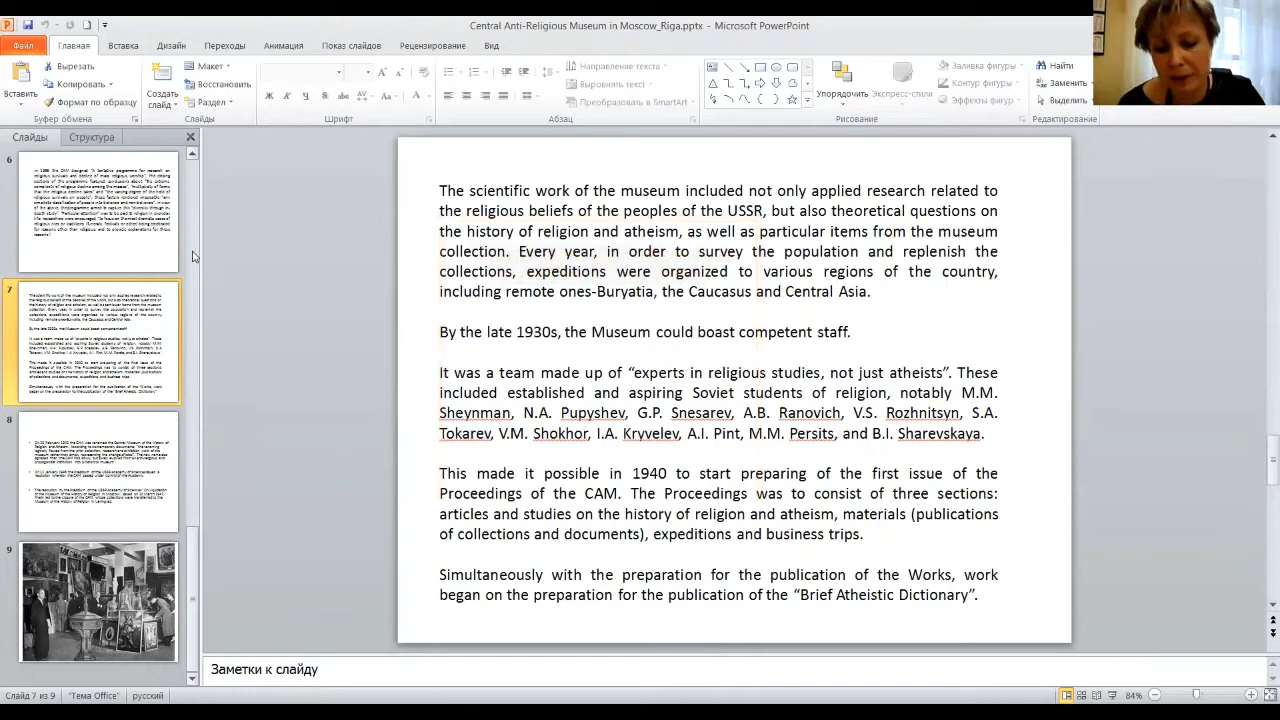 Central Anti-Religious Museum in Moscow_Riga.pptx - Microsoft PowerPoint
Файл Главная Вставка Дизайн Переходы Анимация Показ слайдов Рецензирование Вид
Вставить
Вырезать
Копировать
Формат по образцу
Буфер обмена
Создать
слайд
Макет
Восстановить
Раздел
Слайды
Шрифт
Направление текста
Выровнять текст
Преобразовать в SmartArt
Абзац
Упорядочить
Экспресс-стили
Заливка фигуры
Контур фигуры
Эффекты фигур
Рисование
Найти
Заменить
Выделить
Редактирование
Слайды Структура
6
7
8
9
The scientific work of the museum included not only applied research related to
the religious beliefs of the peoples of the USSR, but also theoretical questions on
the history of religion and atheism, as well as particular items from the museum
collection. Every year, in order to survey the population and replenish the
collections, expeditions were organized to various regions of the country,
including remote ones-Buryatia, the Caucasus and Central Asia.
By the late 1930s, the Museum could boast competent staff.
It was a team made up of “experts in religious studies, not just atheists”. These
included established and aspiring Soviet students of religion, notably M.M.
Sheynman, N.A. Pupyshev, G.P. Snesarev, A.B. Ranovich, V.S. Rozhnitsyn, S.A.
Tokarev, V.M. Shokhor, I.A. Kryvelev, A.I. Pint, M.M. Persits, and B.I. Sharevskaya.
This made it possible in 1940 to start preparing of the first issue of the
Proceedings of the CAM. The Proceedings was to consist of three sections:
articles and studies on the history of religion and atheism, materials (publications
of collections and documents), expeditions and business trips.
Simultaneously with the preparation for the publication of the Works, work
began on the preparation for the publication of the “Brief Atheistic Dictionary”.
Заметки к слайду
Слайд 7 из 9 "Тема Office" русский 84%